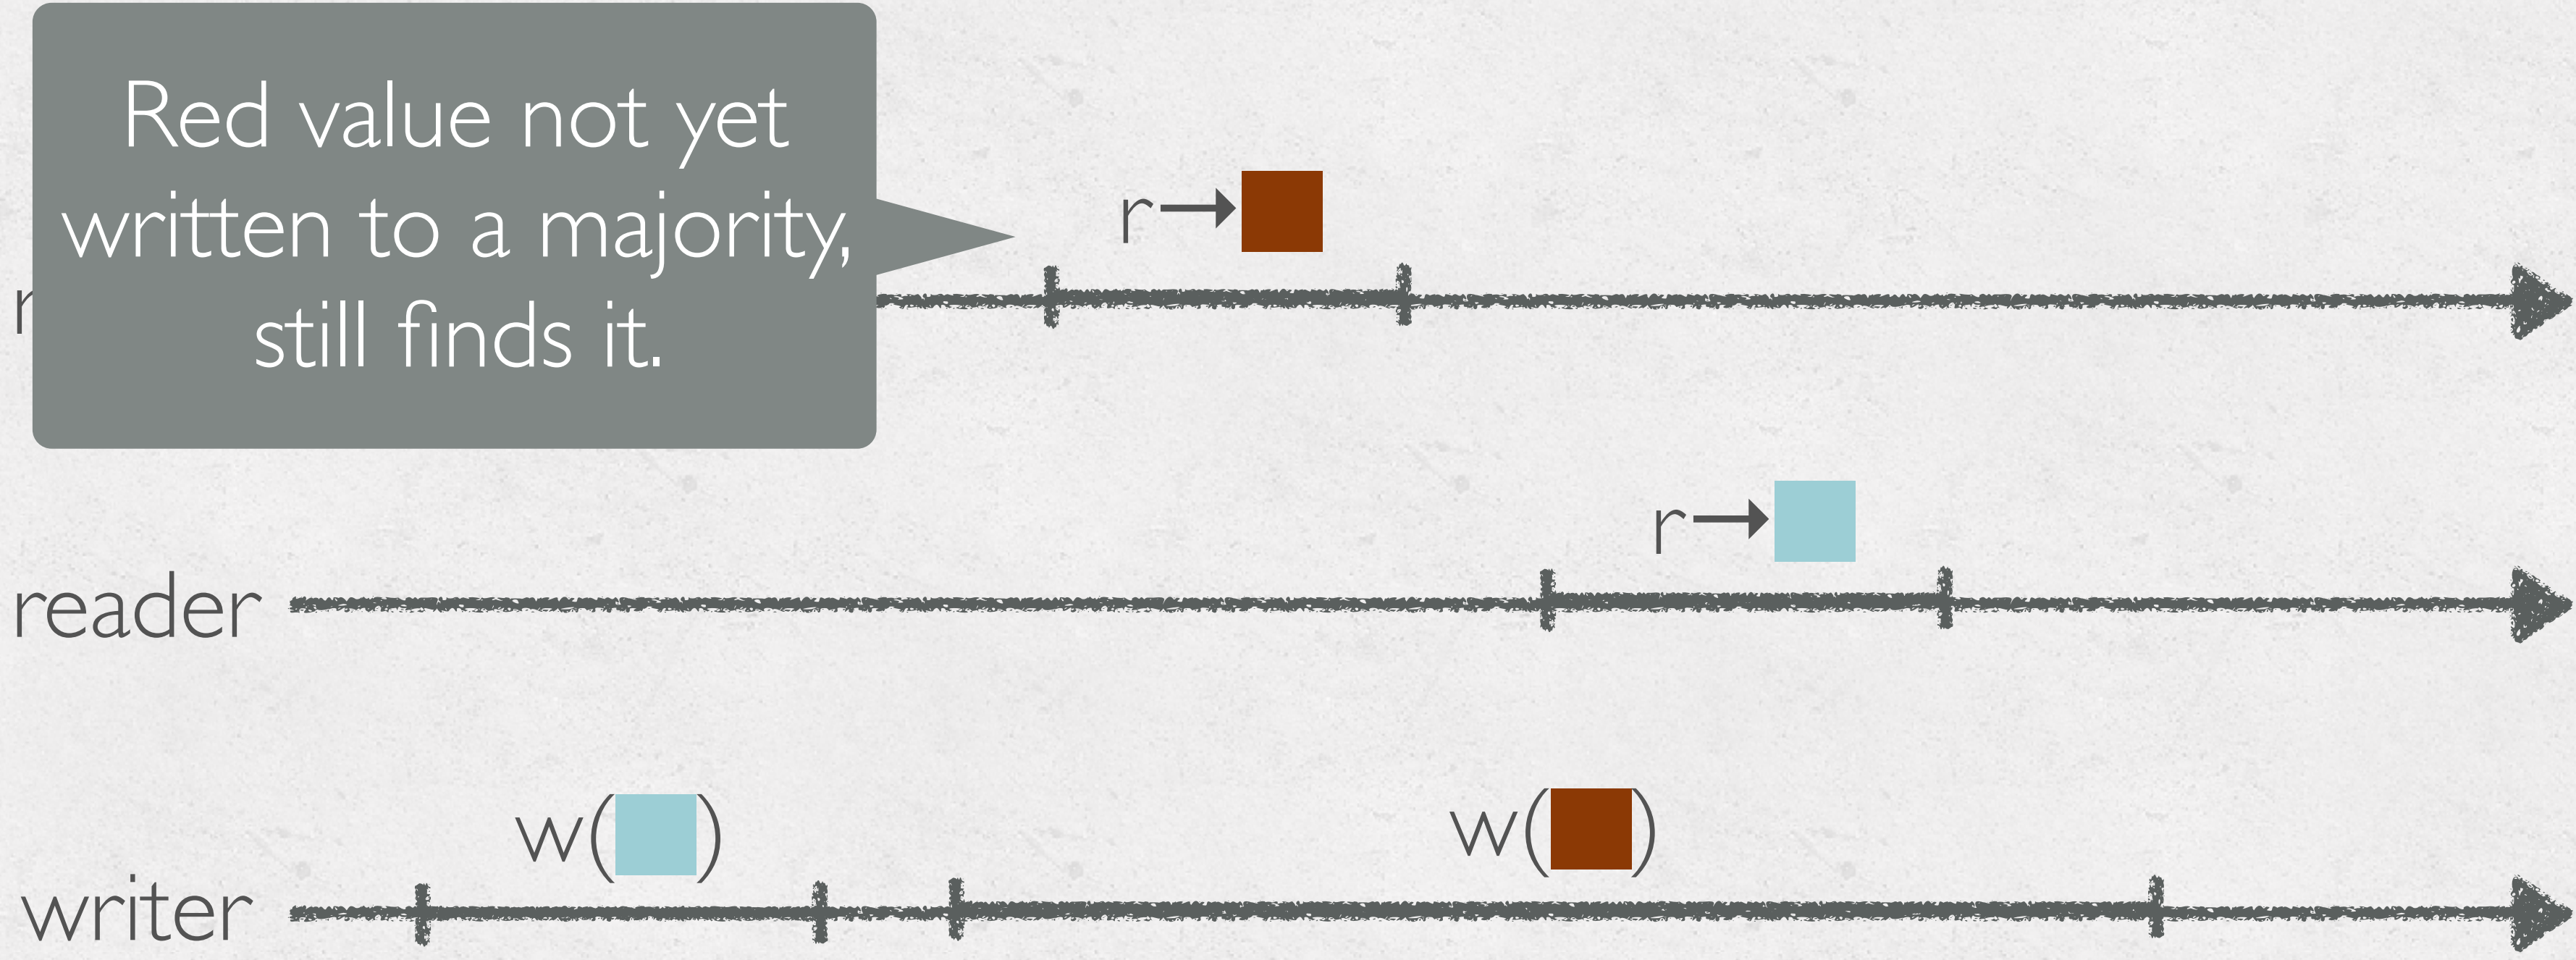 Red value not yet
written to a majority,
still finds it.
r→
r→
reader
w( )
w( )
writer